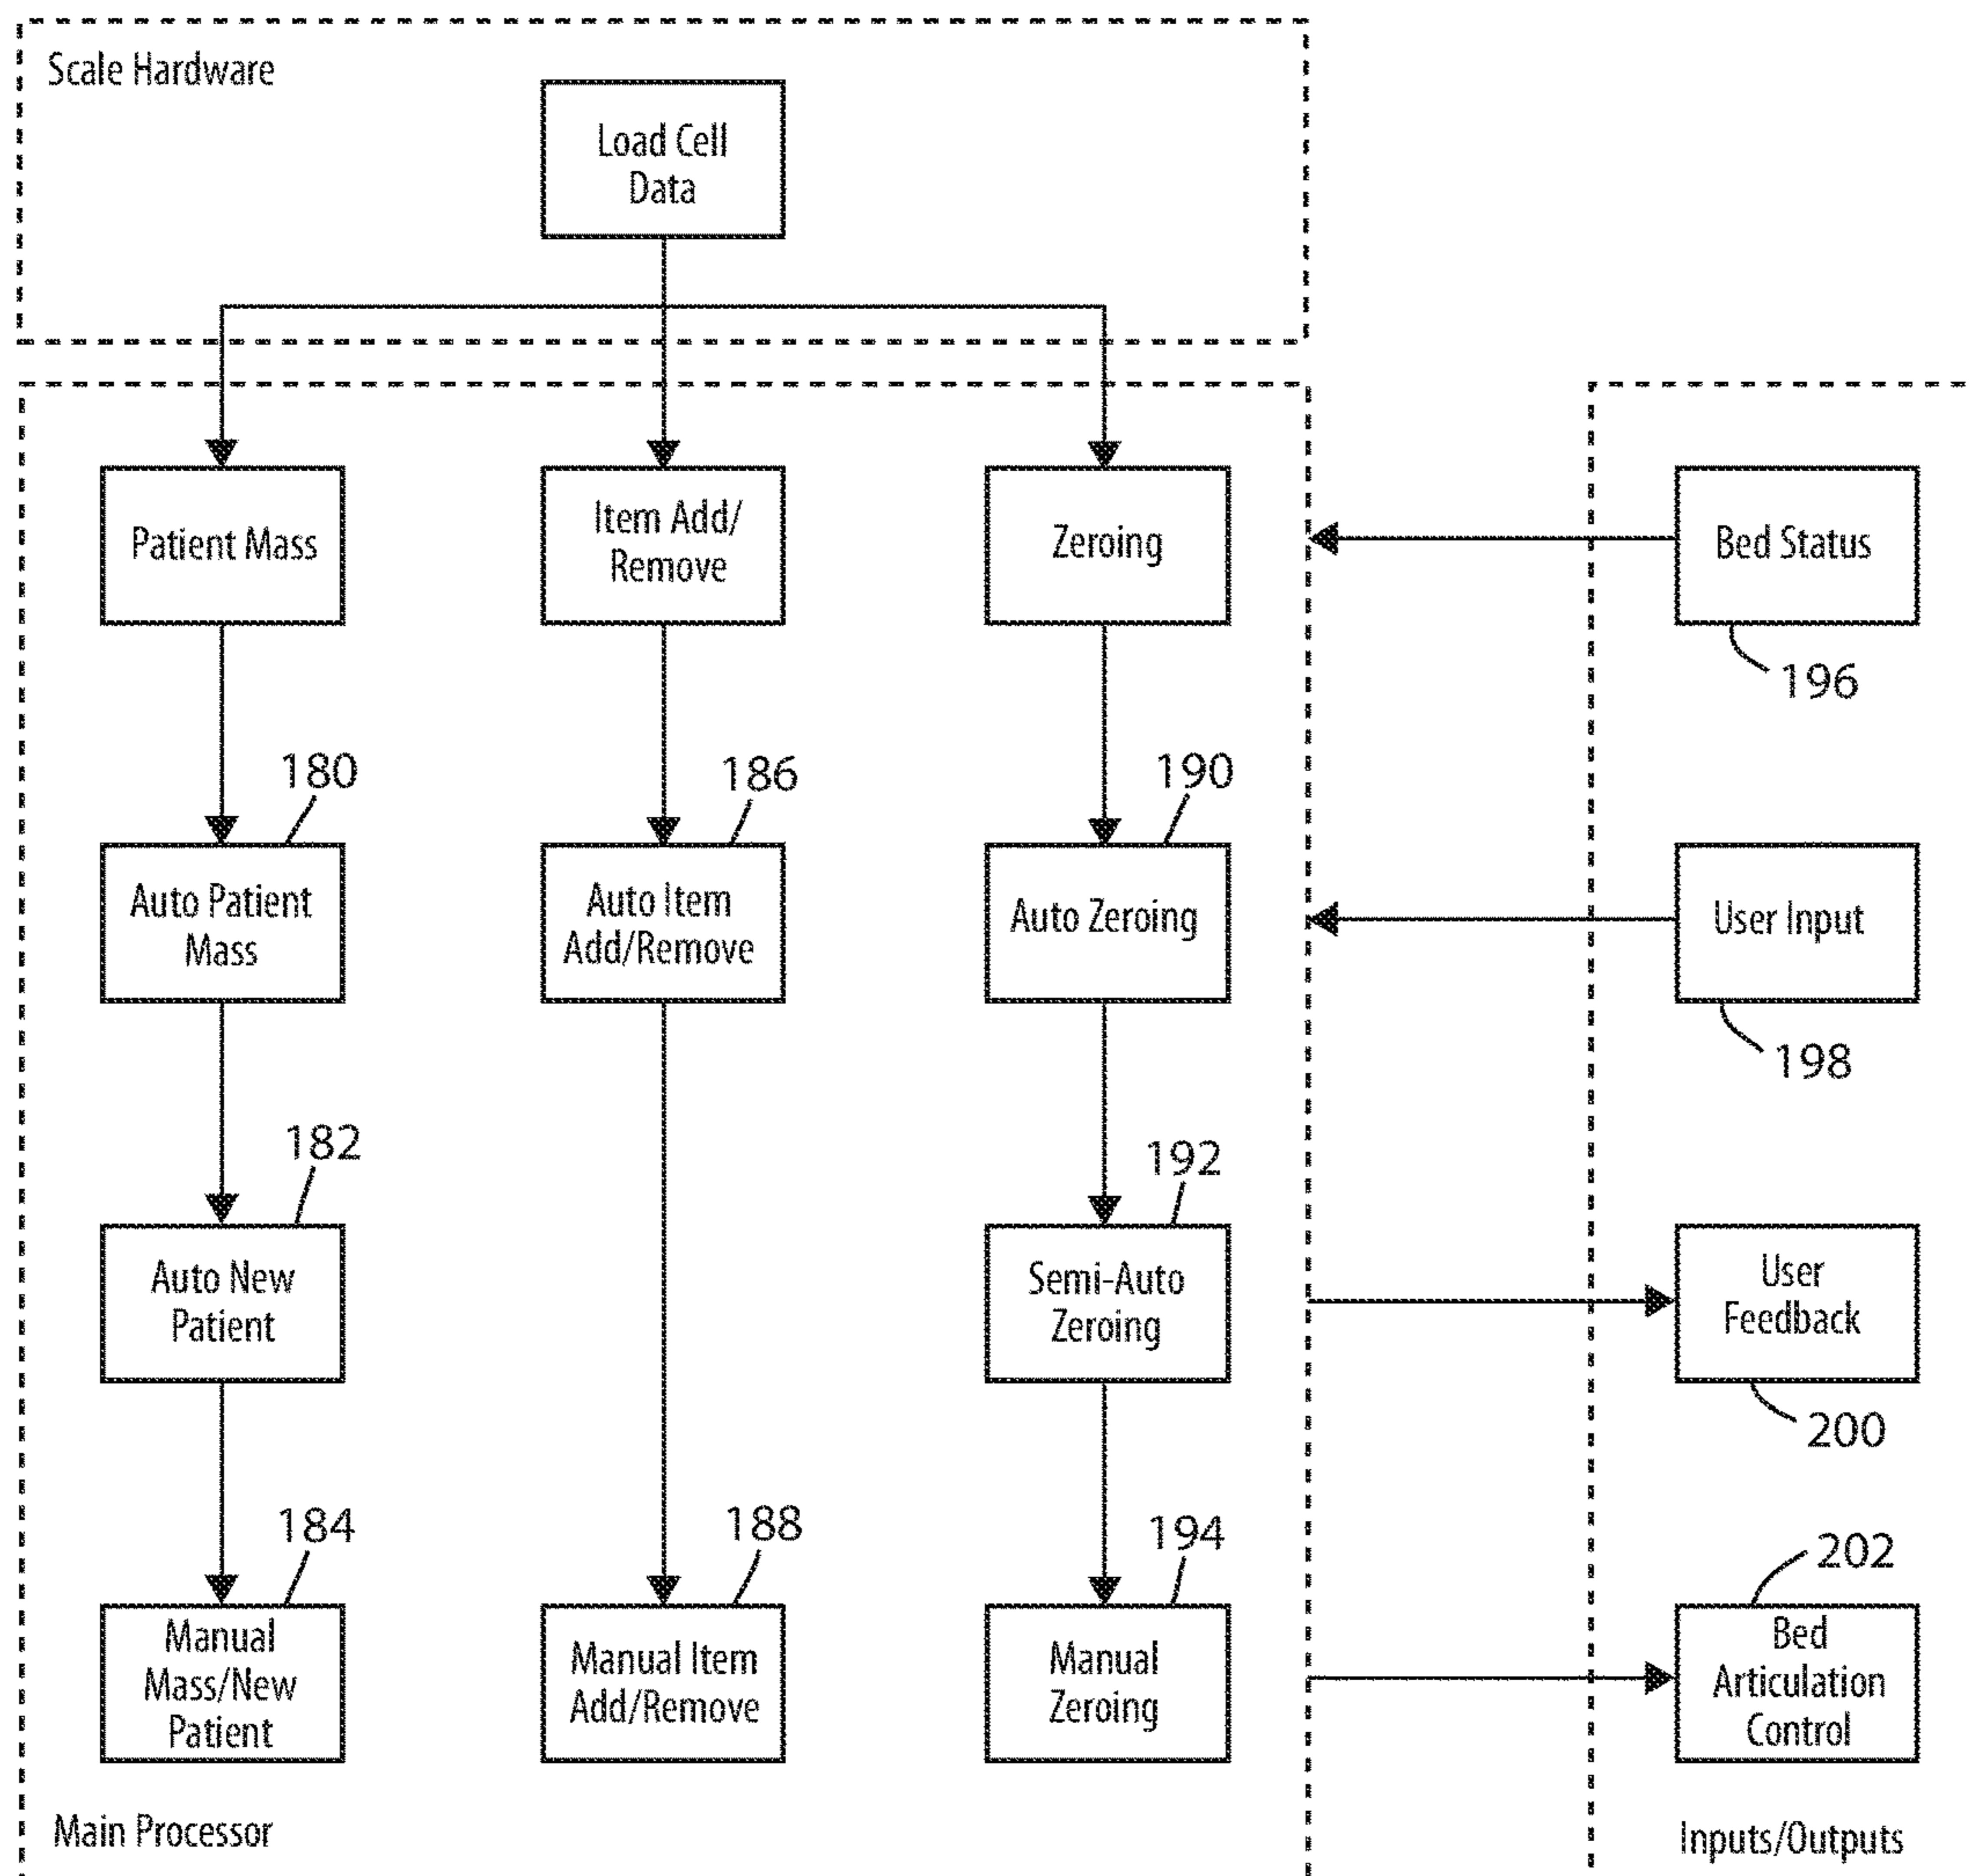 Scale Hardware
Load Cell
Data
Patient Mass
Item Add/
Remove
Zeroing
Bed Status
196
180
186
190
Auto Patient
Mass
Auto Item
Add/Remove
Auto Zeroing
User Input
198
182
192
Auto New
Patient
Semi-Auto
Zeroing
User
Feedback
200
184
188
194
202
Manual
Mass/New
Patient
Manual Item
Add/Remove
Manual
Zeroing
Bed
Articulation
Control
Main Processor
Inputs/Outputs